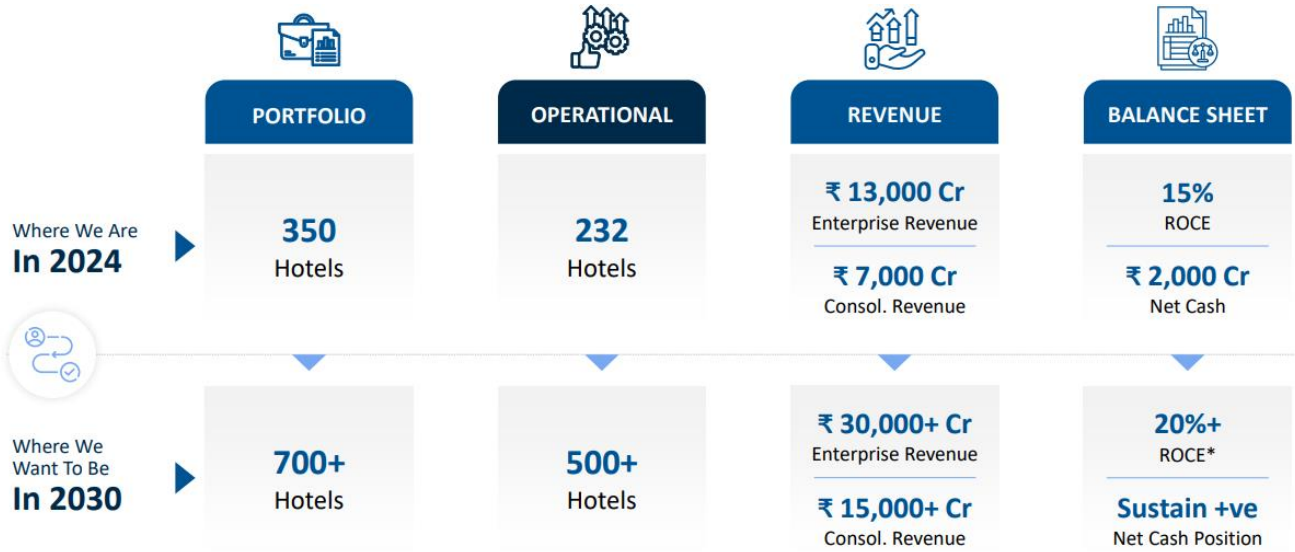 PORTFOLIO
OPERATIONAL
REVENUE
BALANCE SHEET
Where We Are
In 2024
350
Hotels
232
Hotels
₹ 13,000 Cr
Enterprise Revenue
₹ 7,000 Cr
Consol. Revenue
15%
ROCE
₹ 2,000 Cr
Net Cash
Where We
Want To Be
In 2030
700+
Hotels
500+
Hotels
₹ 30,000+ Cr
Enterprise Revenue
₹ 15,000+ Cr
Consol. Revenue
20%+
ROCE*
Sustain +ve
Net Cash Position